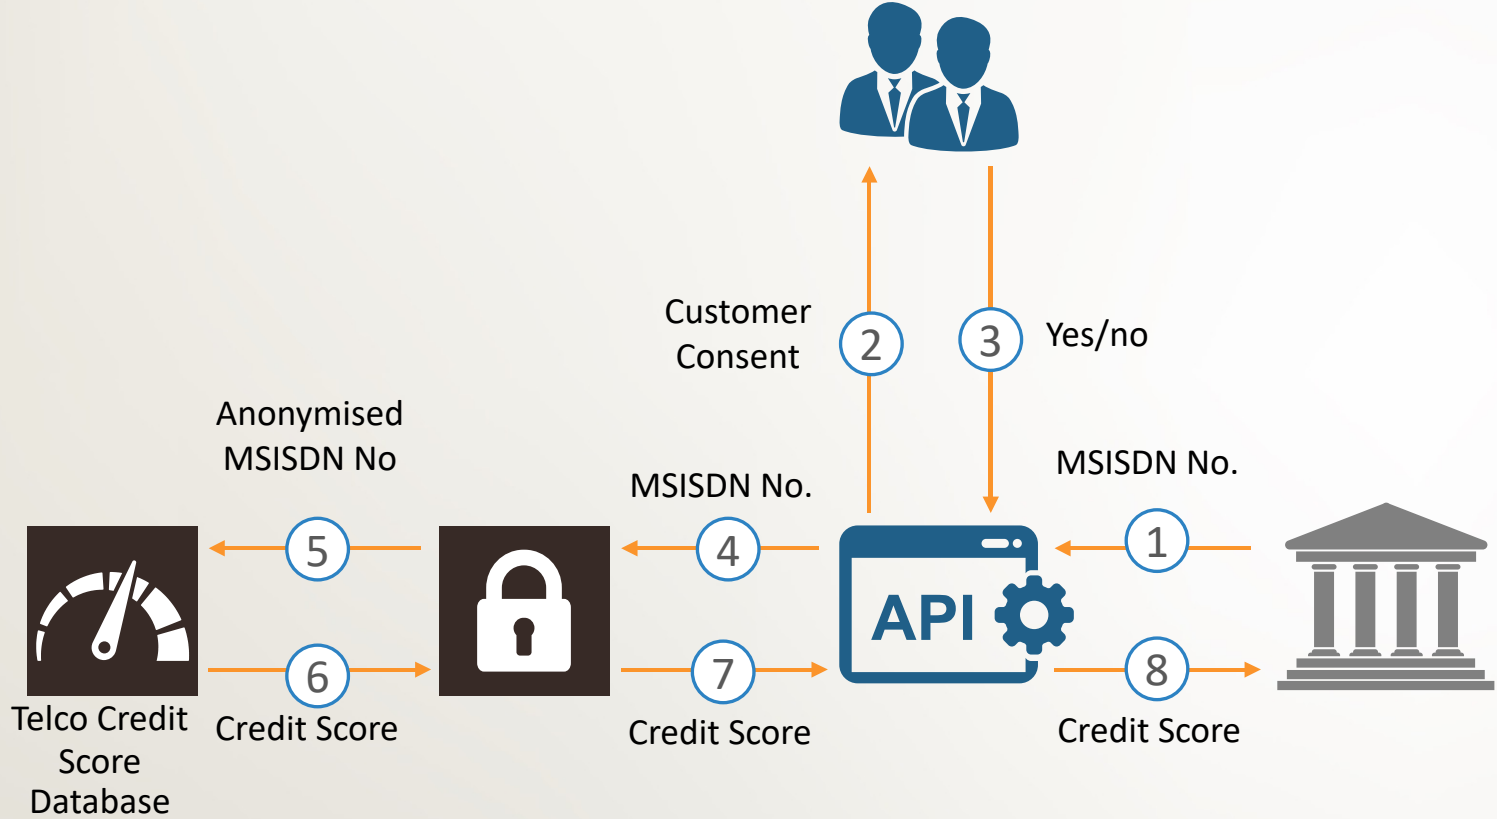 Customer
Consent
2
3
Yes/no
Anonymised
MSISDN No
MSISDN No.
MSISDN No.
5
4
1
API
6
7
8
Telco Credit
Score
Database
Credit Score
Credit Score
Credit Score